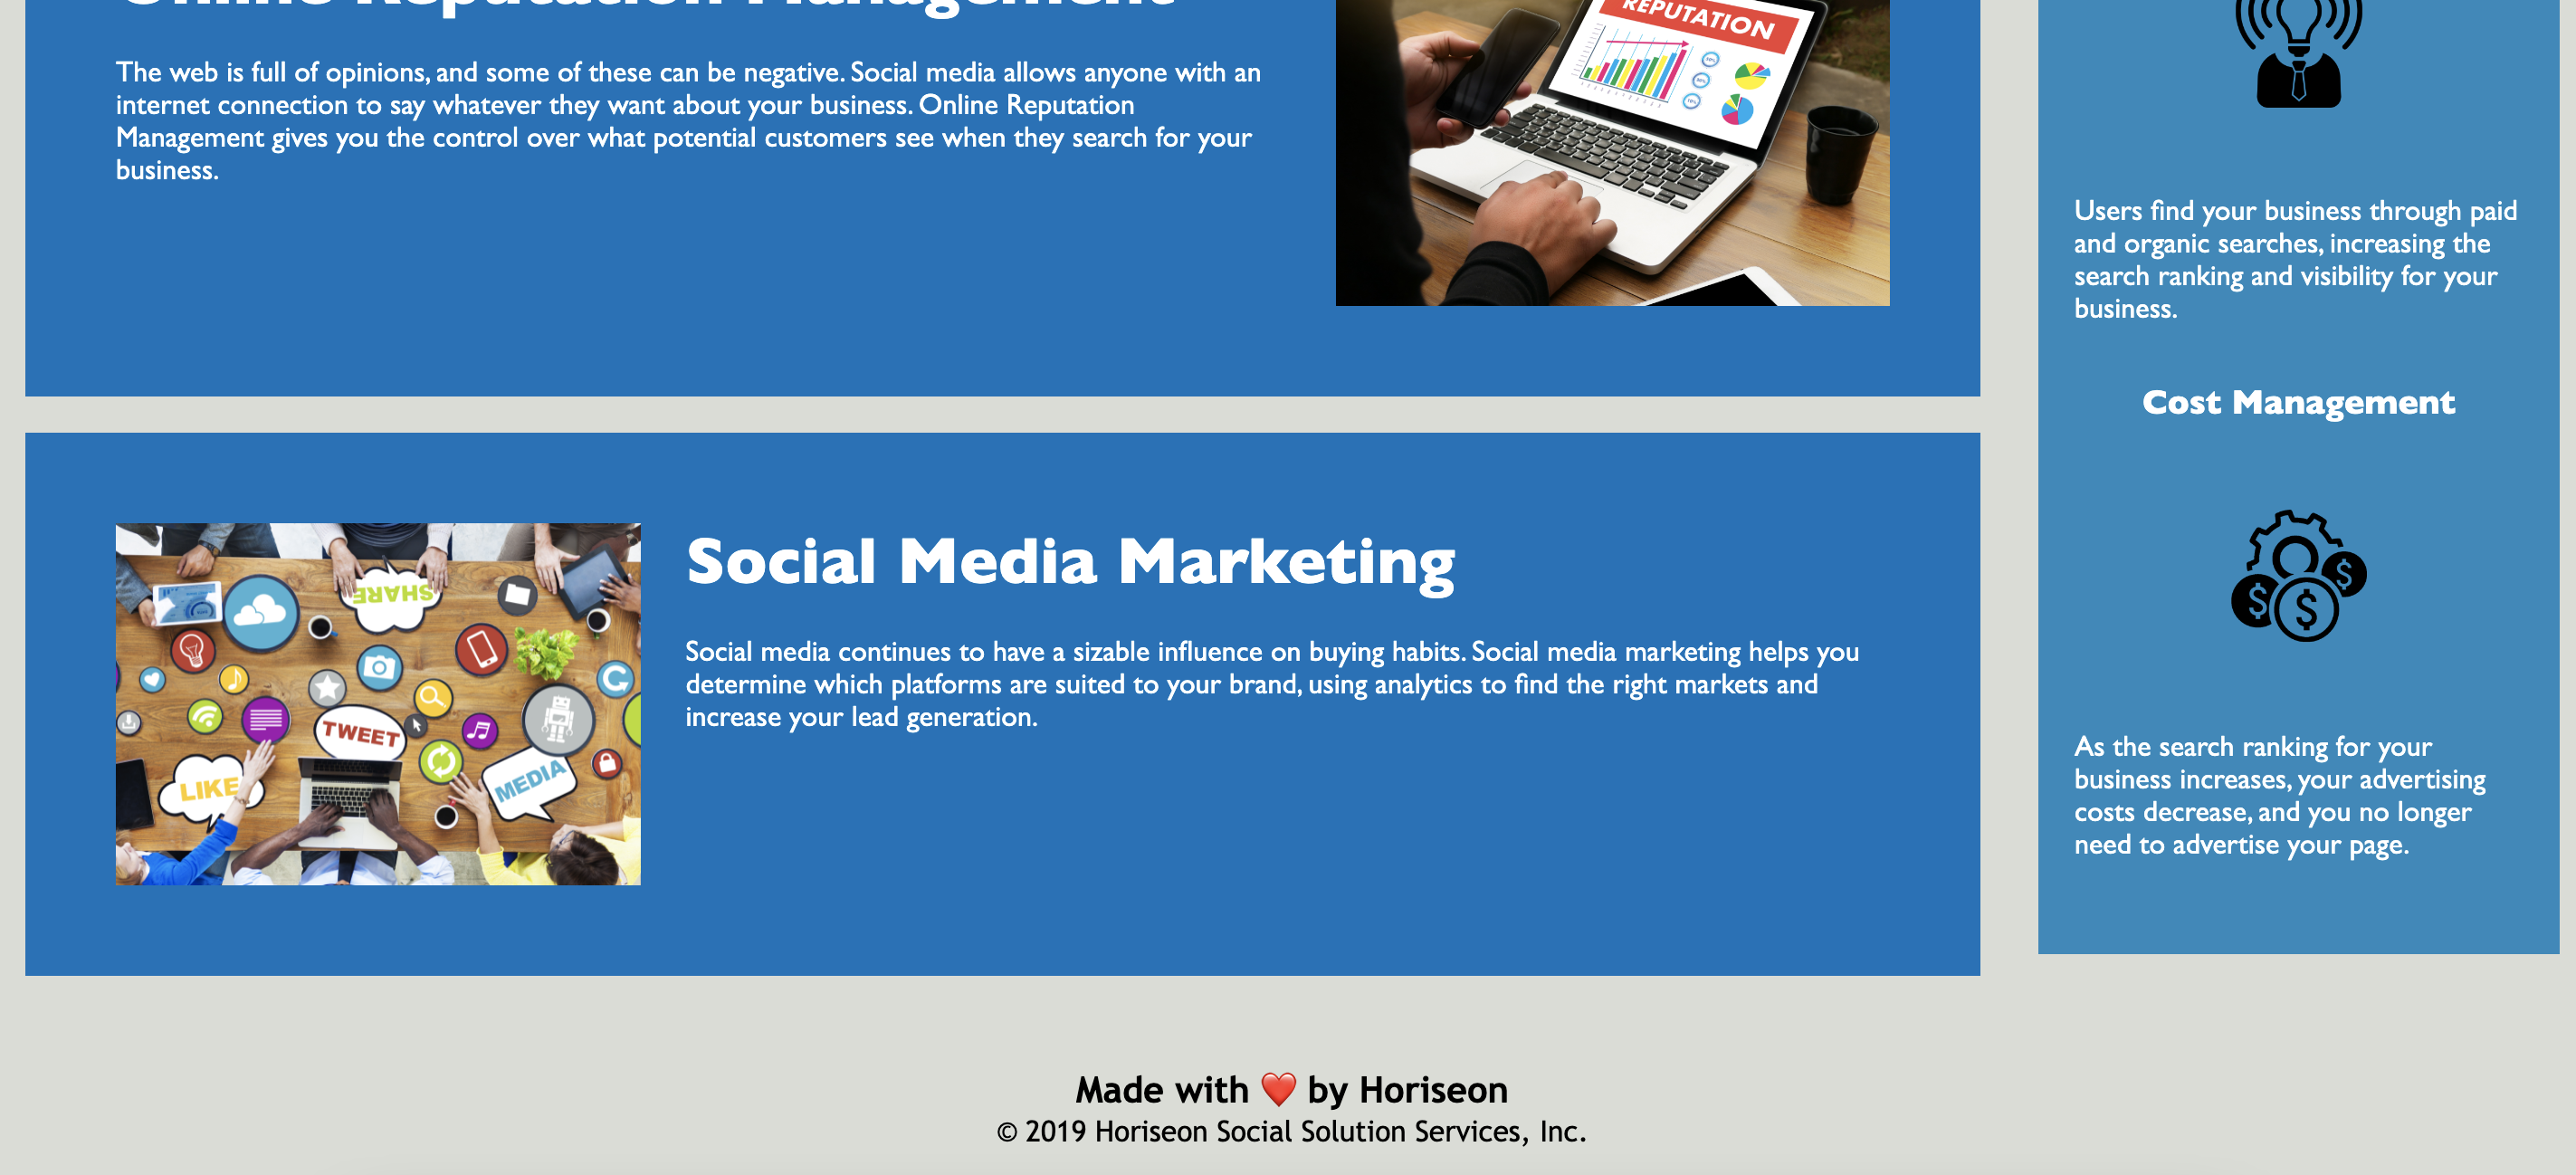 Online Reputation Management
The web is full of opinions, and some of these can be negative. Social media allows anyone with an
internet connection to say whatever they want about your business. Online Reputation
Management gives you the control over what potential customers see when they search for your
business.
REPUTATION
Social Media Marketing
Social media continues to have a sizable influence on buying habits. Social media marketing helps you
determine which platforms are suited to your brand, using analytics to find the right markets and
increase your lead generation.
SHARE
TWEET
LIKE
MEDIA
Users find your business through paid
and organic searches, increasing the
search ranking and visibility for your
business.
Cost Management
$ $ $
As the search ranking for your
business increases, your advertising
costs decrease, and you no longer
need to advertise your page.
Made with ❤️ by Horiseon
© 2019 Horiseon Social Solution Services, Inc.